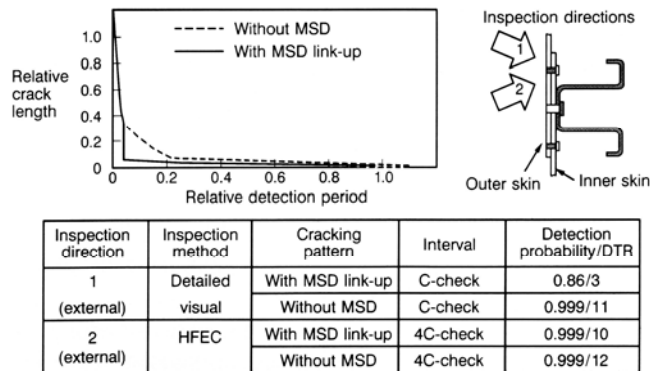 Relative crack length
1.0
0.8
0.6
0.4
0.2
0
Without MSD
With MSD link-up
0 0.2 0.4 0.6 0.8 1.0
Relative detection period
Inspection directions
1
2
Outer skin
Inner skin
Inspection direction Inspection method Cracking pattern Interval Detection probability/DTR
1 (external) Detailed visual With MSD link-up C-check 0.86/3
Without MSD C-check 0.999/11
2 (external) HFEC With MSD link-up 4C-check 0.999/10
Without MSD 4C-check 0.999/12